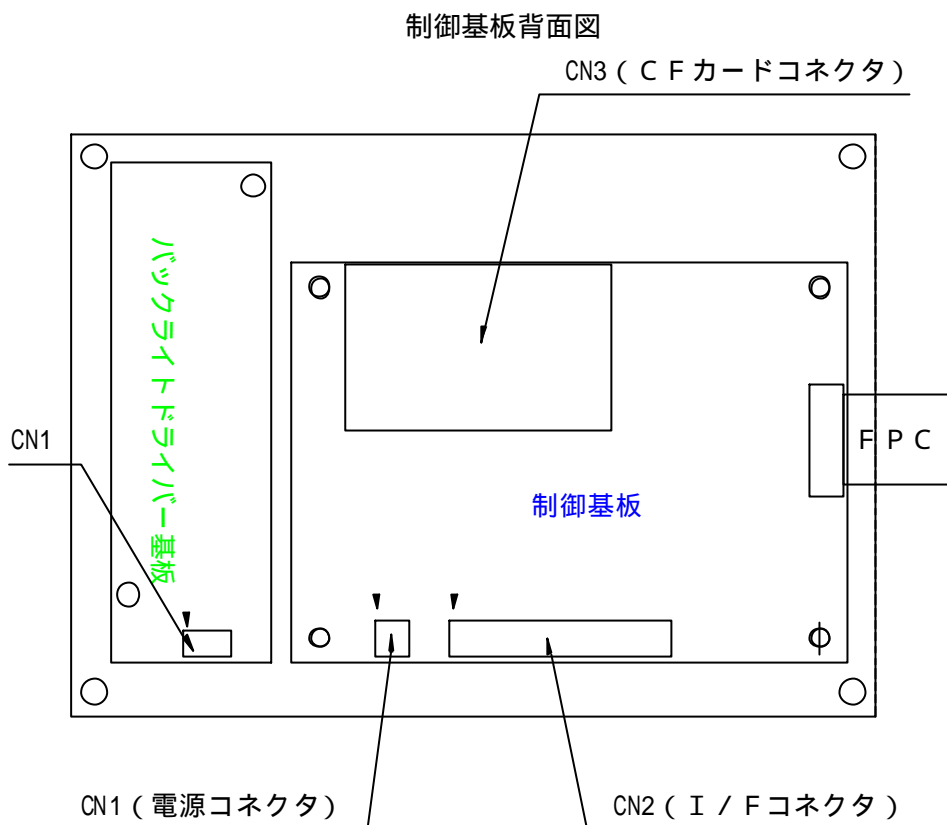 制御基板背面図
CN3（ＣＦカードコネクタ）
バックライトドライバー基板
CN1
ＦＰＣ
制御基板
CN1（電源コネクタ）
CN2（Ｉ／Ｆコネクタ）